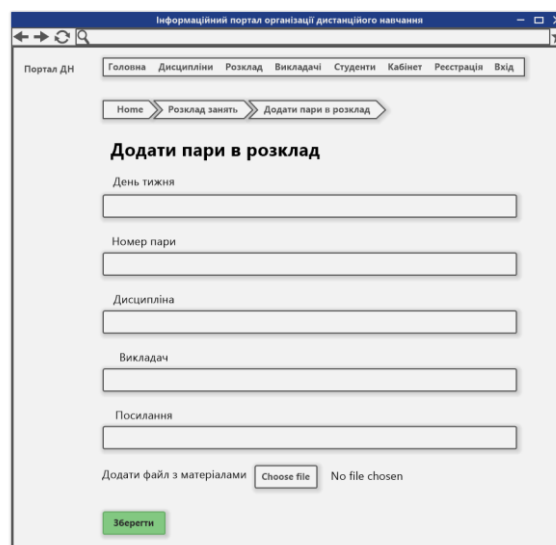 Інформаційний портал організації дистанційого навчання
Портал ДН
Головна Дисципліни Розклад Викладачі Студенти Кабінет Реєстрація Вхід
Home Розклад занять Додати пари в розклад
Додати пари в розклад
День тижня
Номер пари
Дисципліна
Викладач
Посилання
Додати файл з матеріалами Choose file No file chosen
Зберегти